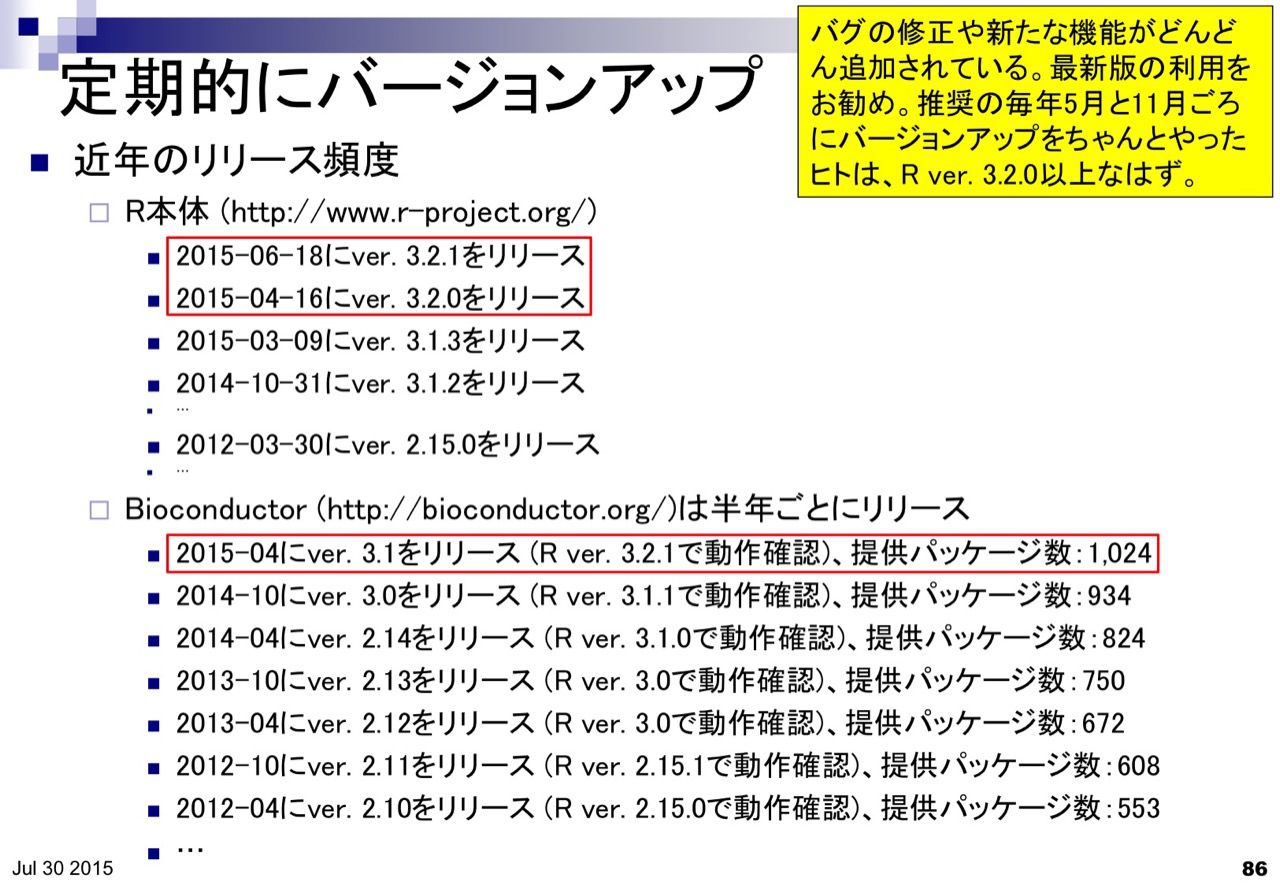 定期的にバージョンアップ
バグの修正や新たな機能がどんど
ん追加されている。最新版の利用を
お勧め。推奨の毎年5月と11月ごろ
にバージョンアップをちゃんとやった
ヒトは、R ver. 3.2.0以上なはず。
近年のリリース頻度
R本体 (http://www.r-project.org/)
2015-06-18にver. 3.2.1をリリース
2015-04-16にver. 3.2.0をリリース
2015-03-09にver. 3.1.3をリリース
2014-10-31にver. 3.1.2をリリース
…
2012-03-30にver. 2.15.0をリリース
…
Bioconductor (http://bioconductor.org/)は半年ごとにリリース
2015-04にver. 3.1をリリース (R ver. 3.2.1で動作確認)、提供パッケージ数：1,024
2014-10にver. 3.0をリリース (R ver. 3.1.1で動作確認)、提供パッケージ数：934
2014-04にver. 2.14をリリース (R ver. 3.1.0で動作確認)、提供パッケージ数：824
2013-10にver. 2.13をリリース (R ver. 3.0で動作確認)、提供パッケージ数：750
2013-04にver. 2.12をリリース (R ver. 3.0で動作確認)、提供パッケージ数：672
2012-10にver. 2.11をリリース (R ver. 2.15.1で動作確認)、提供パッケージ数：608
2012-04にver. 2.10をリリース (R ver. 2.15.0で動作確認)、提供パッケージ数：553
…
Jul 30 2015
86